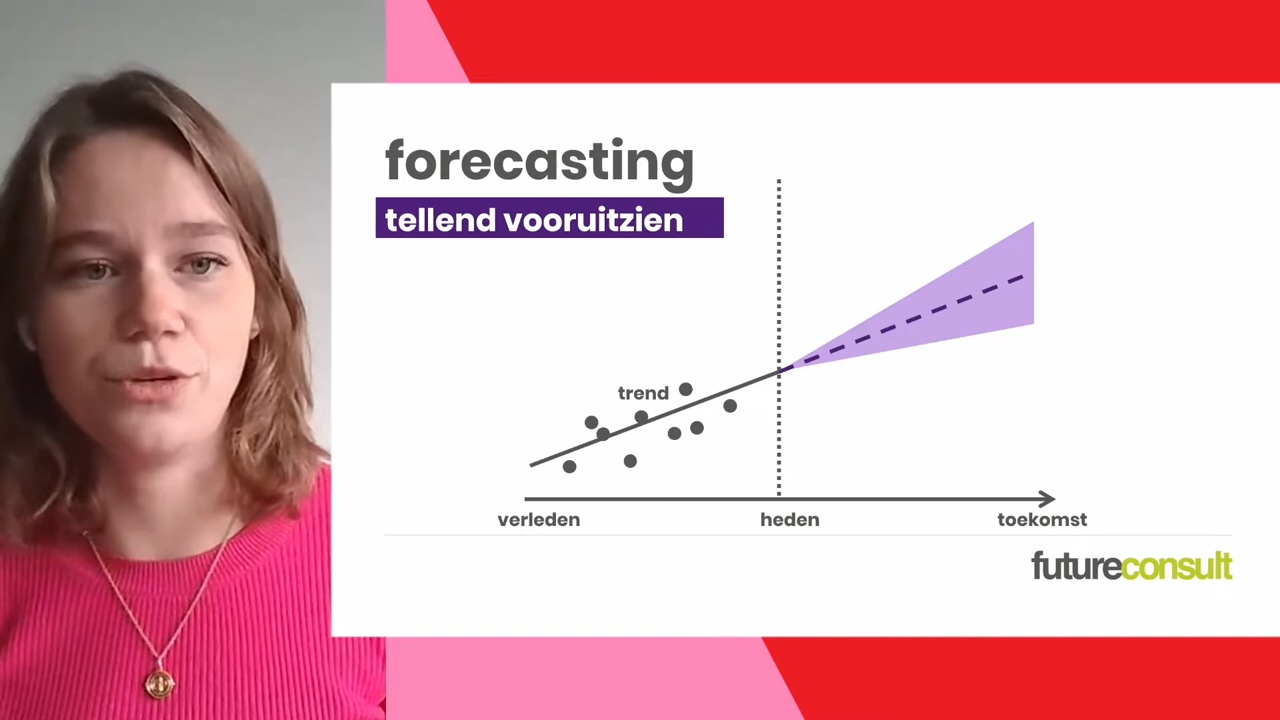 forecasting
tellend vooruitzien
trend
verleden heden toekomst
futureconsult